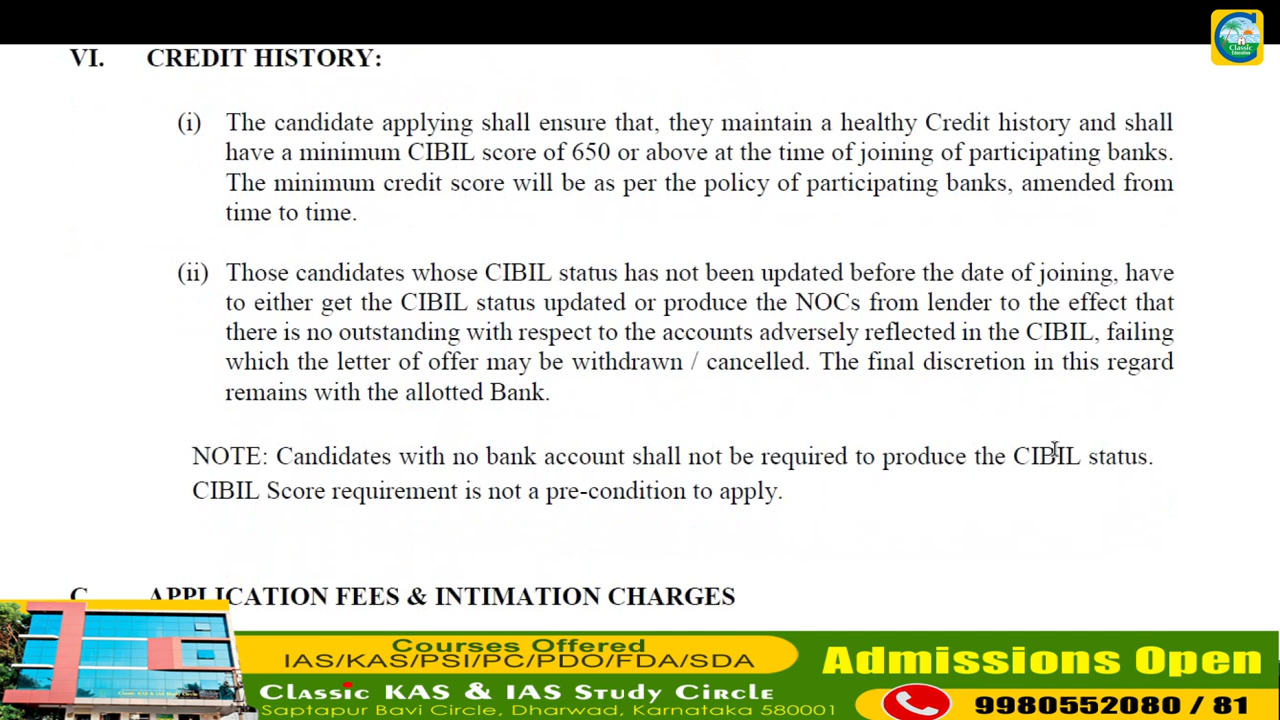 Classic
Education
VI. CREDIT HISTORY:
(i) The candidate applying shall ensure that, they maintain a healthy Credit history and shall
have a minimum CIBIL score of 650 or above at the time of joining of participating banks.
The minimum credit score will be as per the policy of participating banks, amended from
time to time.
(ii) Those candidates whose CIBIL status has not been updated before the date of joining, have
to either get the CIBIL status updated or produce the NOCs from lender to the effect that
there is no outstanding with respect to the accounts adversely reflected in the CIBIL, failing
which the letter of offer may be withdrawn / cancelled. The final discretion in this regard
remains with the allotted Bank.
NOTE: Candidates with no bank account shall not be required to produce the CIBIL status.
CIBIL Score requirement is not a pre-condition to apply.
C APPLICATION FEES & INTIMATION CHARGES
Courses Offered
IAS/KAS/PSI/PC/PDO/FDA/SDA
Classic KAS & IAS Study Circle
Saptapur Bavi Circle, Dharwad, Karnataka 580001
Admissions Open
9980552080 / 81